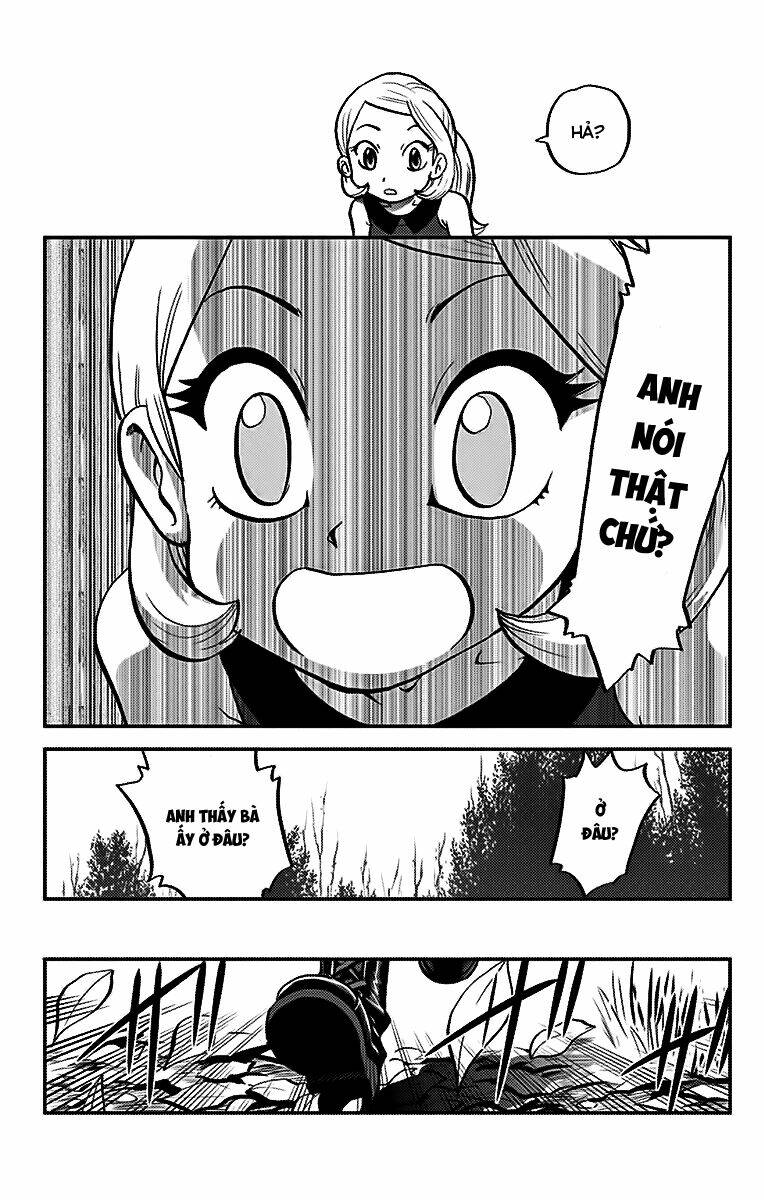 HẢ?
ANH
NÓI
THẬT
CHỨ?
Ở
ĐÂU?
ANH THẤY BÀ
ẤY Ở ĐÂU?